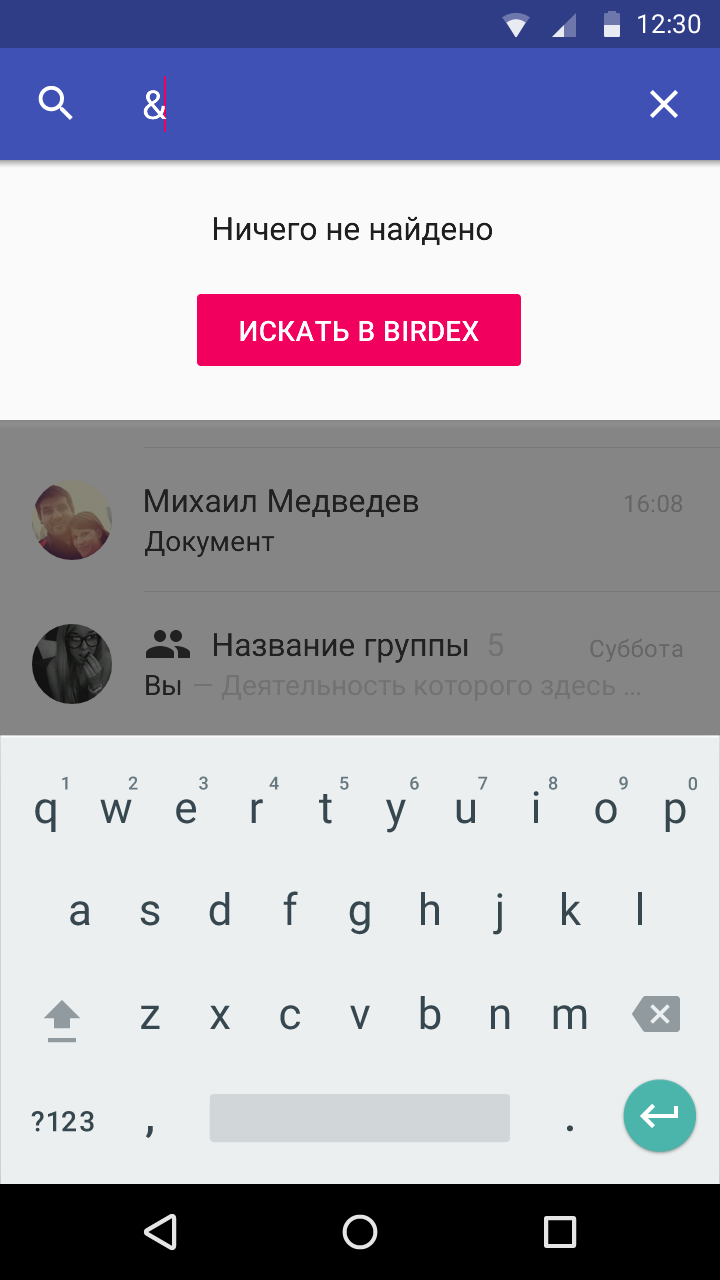 12:30
&
Ничего не найдено
ИСКАТЬ В BIRDEX
Михаил Медведев 16:08
Документ
Название группы 5 Суббота
Вы — Деятельность которого здесь ...
1 2 3 4 5 6 7 8 9 0
q w e r t y u i o p
a s d f g h j k l
z x c v b n m
?123 , .